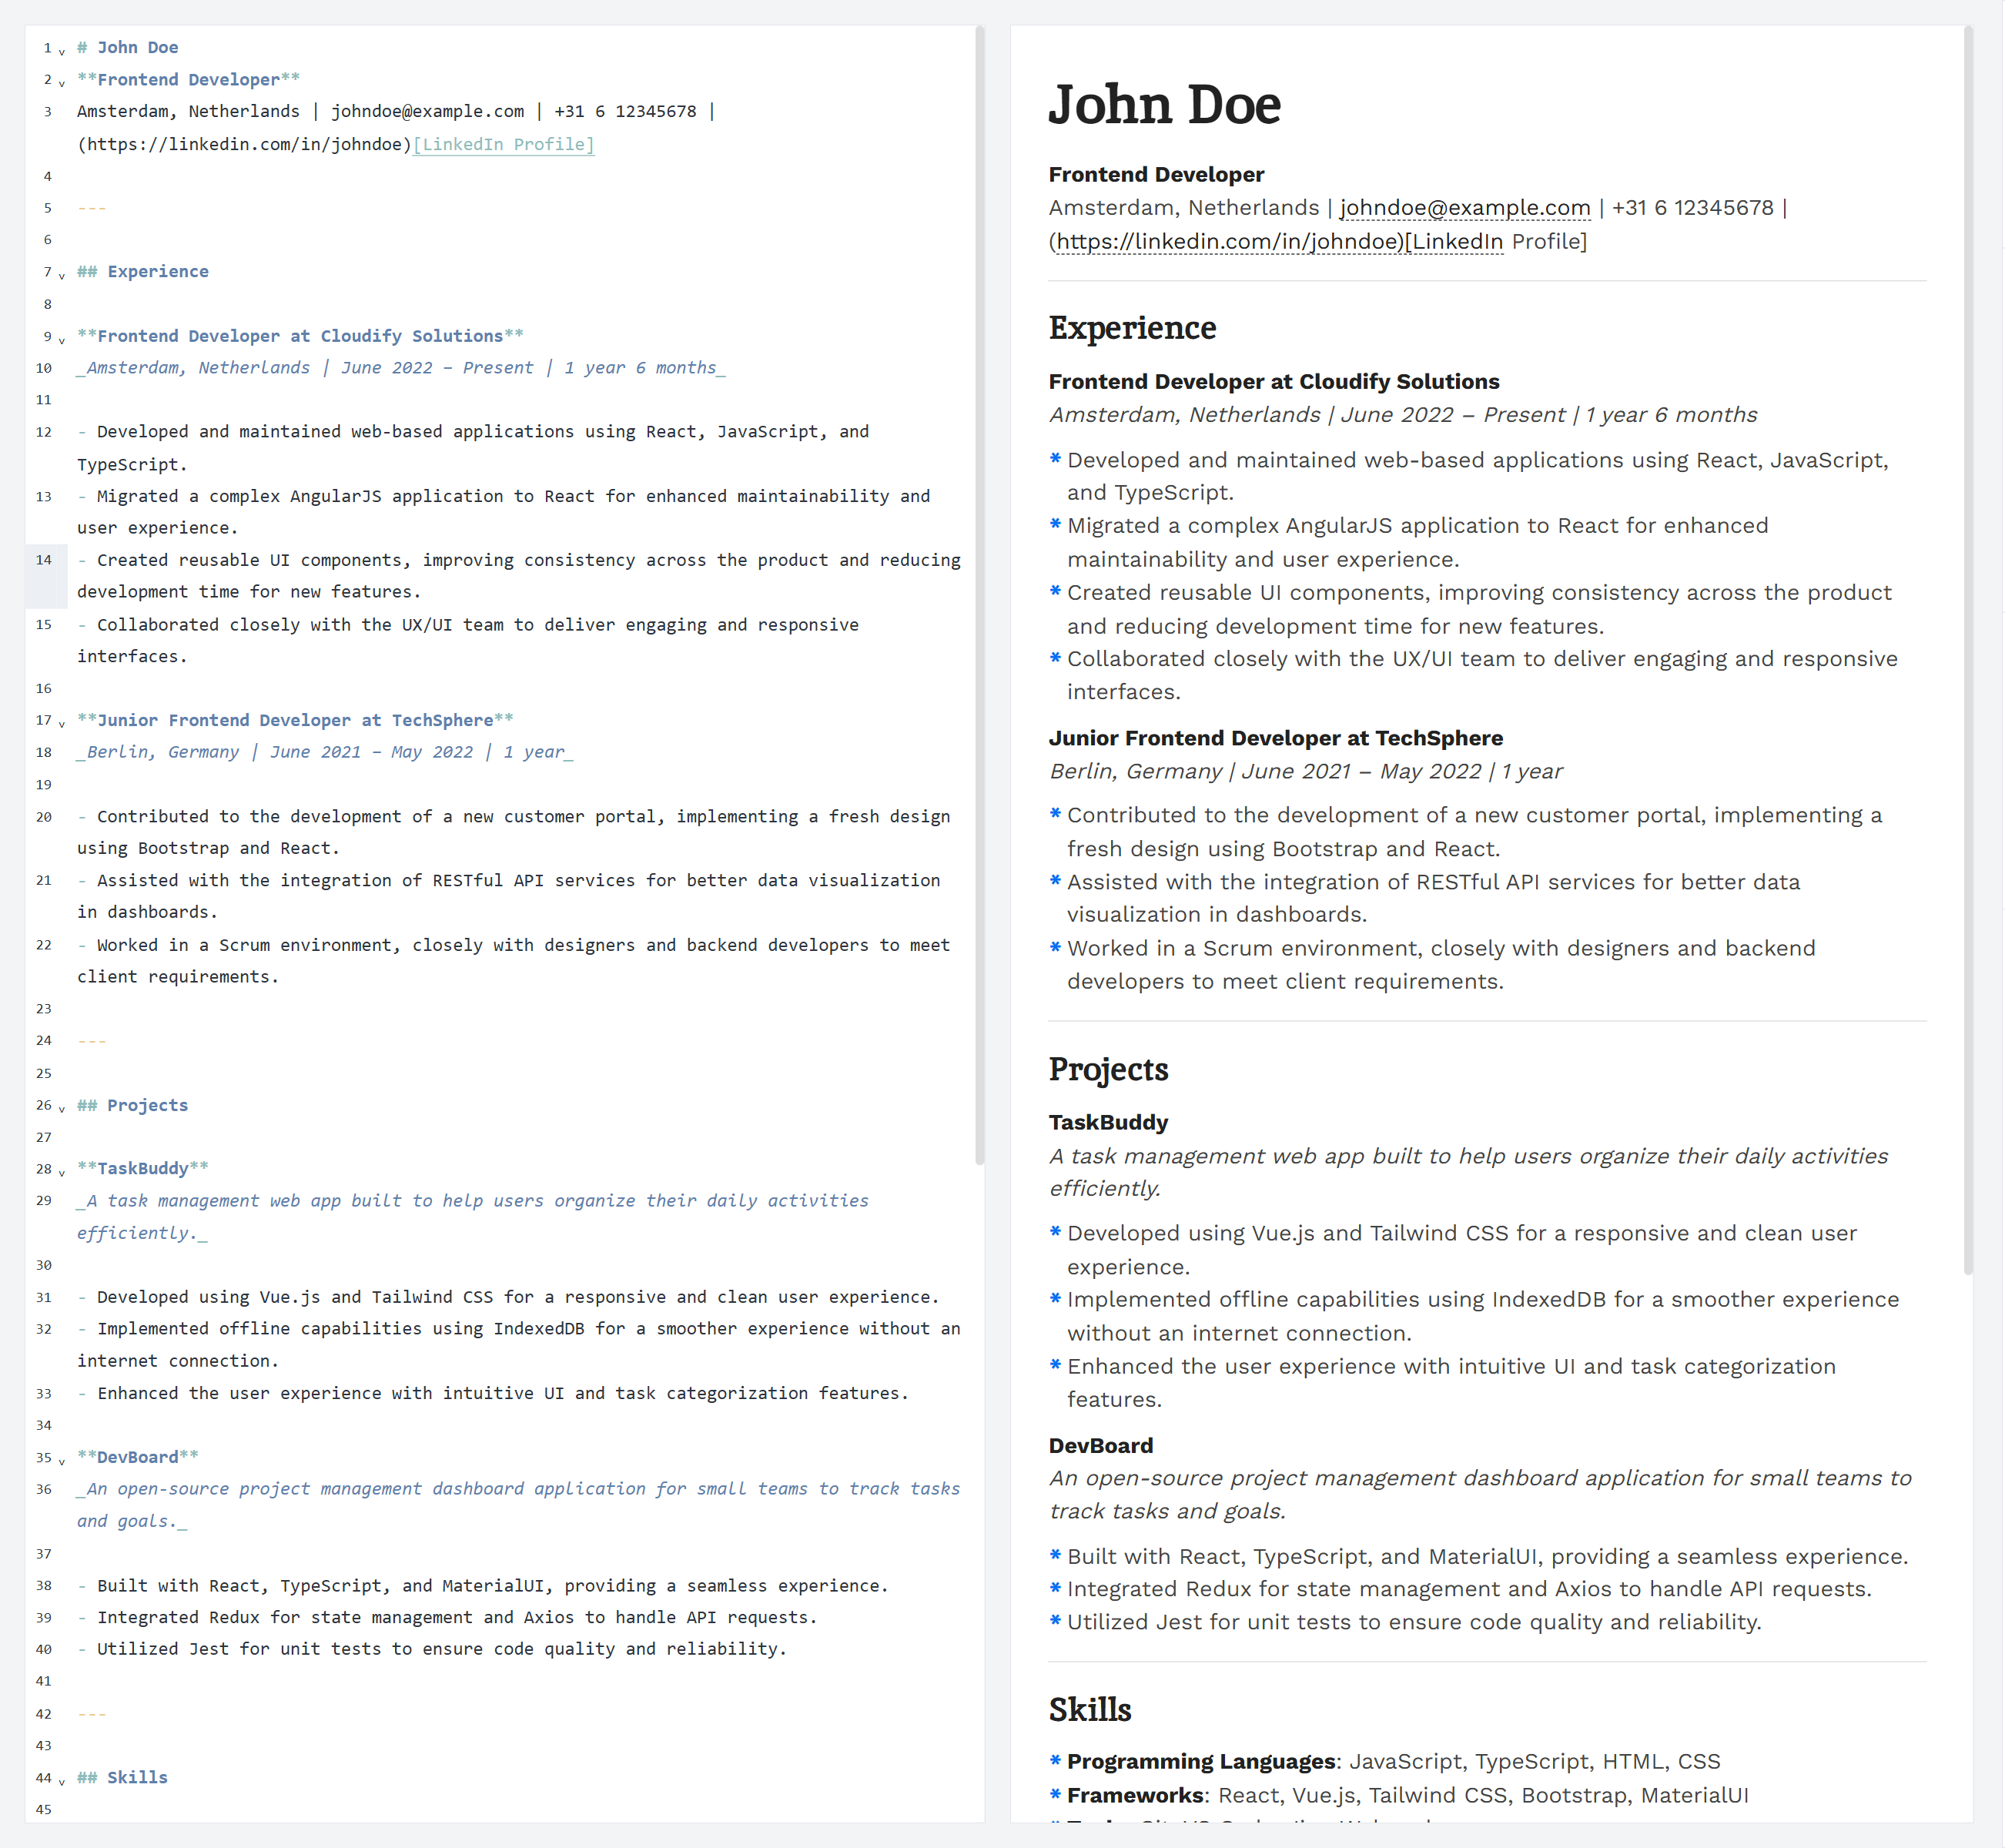 1 v # John Doe
2 v **Frontend Developer**
3 Amsterdam, Netherlands | johndoe@example.com | +31 6 12345678 |
(https://linkedin.com/in/johndoe)[LinkedIn Profile]
4
5 ---
6
7 v ## Experience
8
9 v **Frontend Developer at Cloudify Solutions**
10 _Amsterdam, Netherlands | June 2022 – Present | 1 year 6 months_
11
12 - Developed and maintained web-based applications using React, JavaScript, and
TypeScript.
13 - Migrated a complex AngularJS application to React for enhanced maintainability and
user experience.
14 - Created reusable UI components, improving consistency across the product and reducing
development time for new features.
15 - Collaborated closely with the UX/UI team to deliver engaging and responsive
interfaces.
16
17 v **Junior Frontend Developer at TechSphere**
18 _Berlin, Germany | June 2021 – May 2022 | 1 year_
19
20 - Contributed to the development of a new customer portal, implementing a fresh design
using Bootstrap and React.
21 - Assisted with the integration of RESTful API services for better data visualization
in dashboards.
22 - Worked in a Scrum environment, closely with designers and backend developers to meet
client requirements.
23
24 ---
25
26 v ## Projects
27
28 v **TaskBuddy**
29 _A task management web app built to help users organize their daily activities
efficiently._
30
31 - Developed using Vue.js and Tailwind CSS for a responsive and clean user experience.
32 - Implemented offline capabilities using IndexedDB for a smoother experience without an
internet connection.
33 - Enhanced the user experience with intuitive UI and task categorization features.
34
35 v **DevBoard**
36 _An open-source project management dashboard application for small teams to track tasks
and goals._
37
38 - Built with React, TypeScript, and MaterialUI, providing a seamless experience.
39 - Integrated Redux for state management and Axios to handle API requests.
40 - Utilized Jest for unit tests to ensure code quality and reliability.
41
42 ---
43
44 v ## Skills
45
John Doe
Frontend Developer
Amsterdam, Netherlands | johndoe@example.com | +31 6 12345678 |
(https://linkedin.com/in/johndoe)[LinkedIn Profile]
Experience
Frontend Developer at Cloudify Solutions
Amsterdam, Netherlands | June 2022 – Present | 1 year 6 months
* Developed and maintained web-based applications using React, JavaScript,
and TypeScript.
* Migrated a complex AngularJS application to React for enhanced
maintainability and user experience.
* Created reusable UI components, improving consistency across the product
and reducing development time for new features.
* Collaborated closely with the UX/UI team to deliver engaging and responsive
interfaces.
Junior Frontend Developer at TechSphere
Berlin, Germany | June 2021 – May 2022 | 1 year
* Contributed to the development of a new customer portal, implementing a
fresh design using Bootstrap and React.
* Assisted with the integration of RESTful API services for better data
visualization in dashboards.
* Worked in a Scrum environment, closely with designers and backend
developers to meet client requirements.
Projects
TaskBuddy
A task management web app built to help users organize their daily activities
efficiently.
* Developed using Vue.js and Tailwind CSS for a responsive and clean user
experience.
* Implemented offline capabilities using IndexedDB for a smoother experience
without an internet connection.
* Enhanced the user experience with intuitive UI and task categorization
features.
DevBoard
An open-source project management dashboard application for small teams to
track tasks and goals.
* Built with React, TypeScript, and MaterialUI, providing a seamless experience.
* Integrated Redux for state management and Axios to handle API requests.
* Utilized Jest for unit tests to ensure code quality and reliability.
Skills
* Programming Languages: JavaScript, TypeScript, HTML, CSS
* Frameworks: React, Vue.js, Tailwind CSS, Bootstrap, MaterialUI